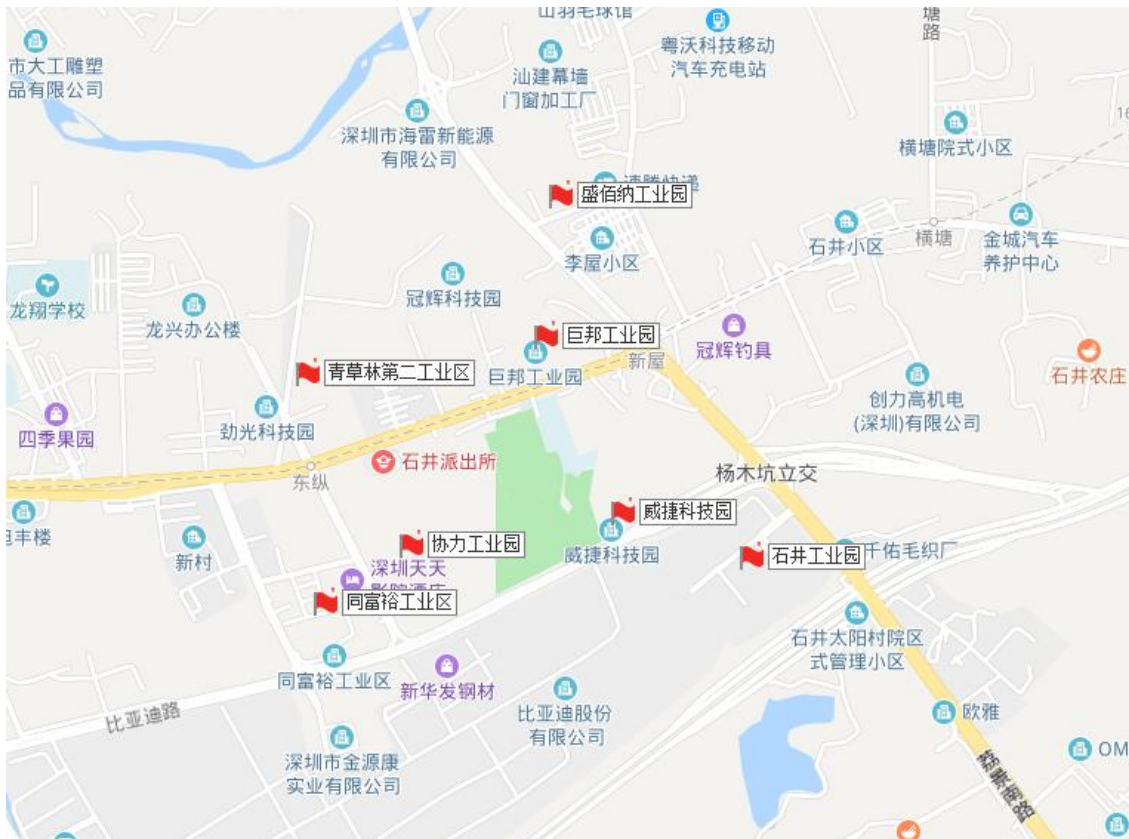 山羽毛球馆
塘路
市大工雕塑
品有限公司
粤沃科技移动
汽车充电站
汕建幕墙
门窗加工厂
深圳市海雷新能源
有限公司
16
横塘院式小区
速腾快递
盛佰纳工业园
石井小区
横塘
金城汽车
养护中心
李屋小区
冠辉科技园
龙翔学校
龙兴办公楼
巨邦工业园
冠辉钓具
新屋
青草林第二工业区
巨邦工业园
石井农庄
创力高机电
(深圳)有限公司
四季果园
劲光科技园
石井派出所
东纵
杨木坑立交
威捷科技园
丰楼
新村
协力工业园
威捷科技园
石井工业园
千佑毛织厂
深圳天天
同富裕工业区
石井太阳村院区
式管理小区
同富裕工业区
新华发钢材
比亚迪路
比亚迪股份
有限公司
欧雅
深圳市金源康
实业有限公司
OM
荔景南路